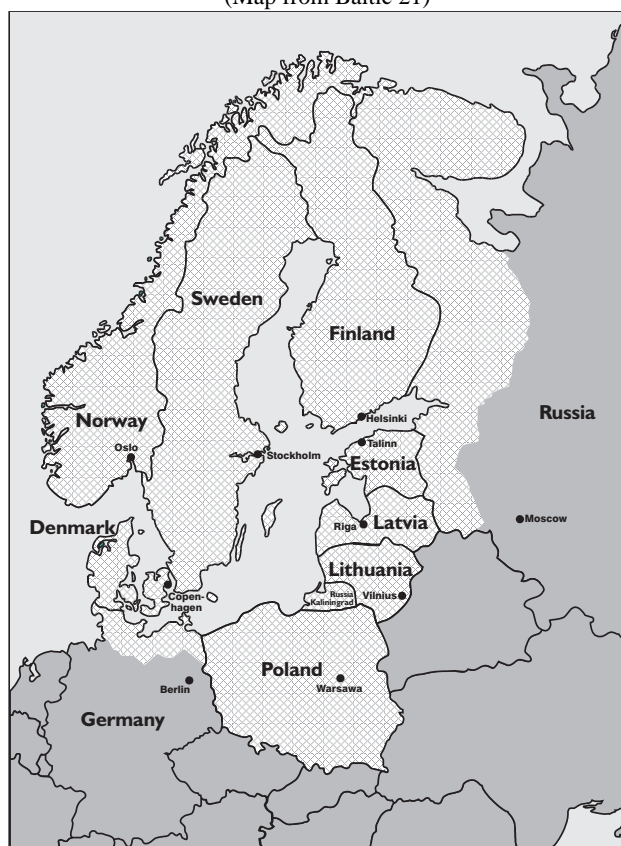 (Map from Baltic 21)
Sweden
Finland
Norway
Helsinki
Russia
Oslo
Talinn
Stockholm
Estonia
Denmark
Riga
Latvia
Moscow
Lithuania
Copen-
hagen
Russia
Kaliningrad
Vilnius
Poland
Berlin
Warsawa
Germany